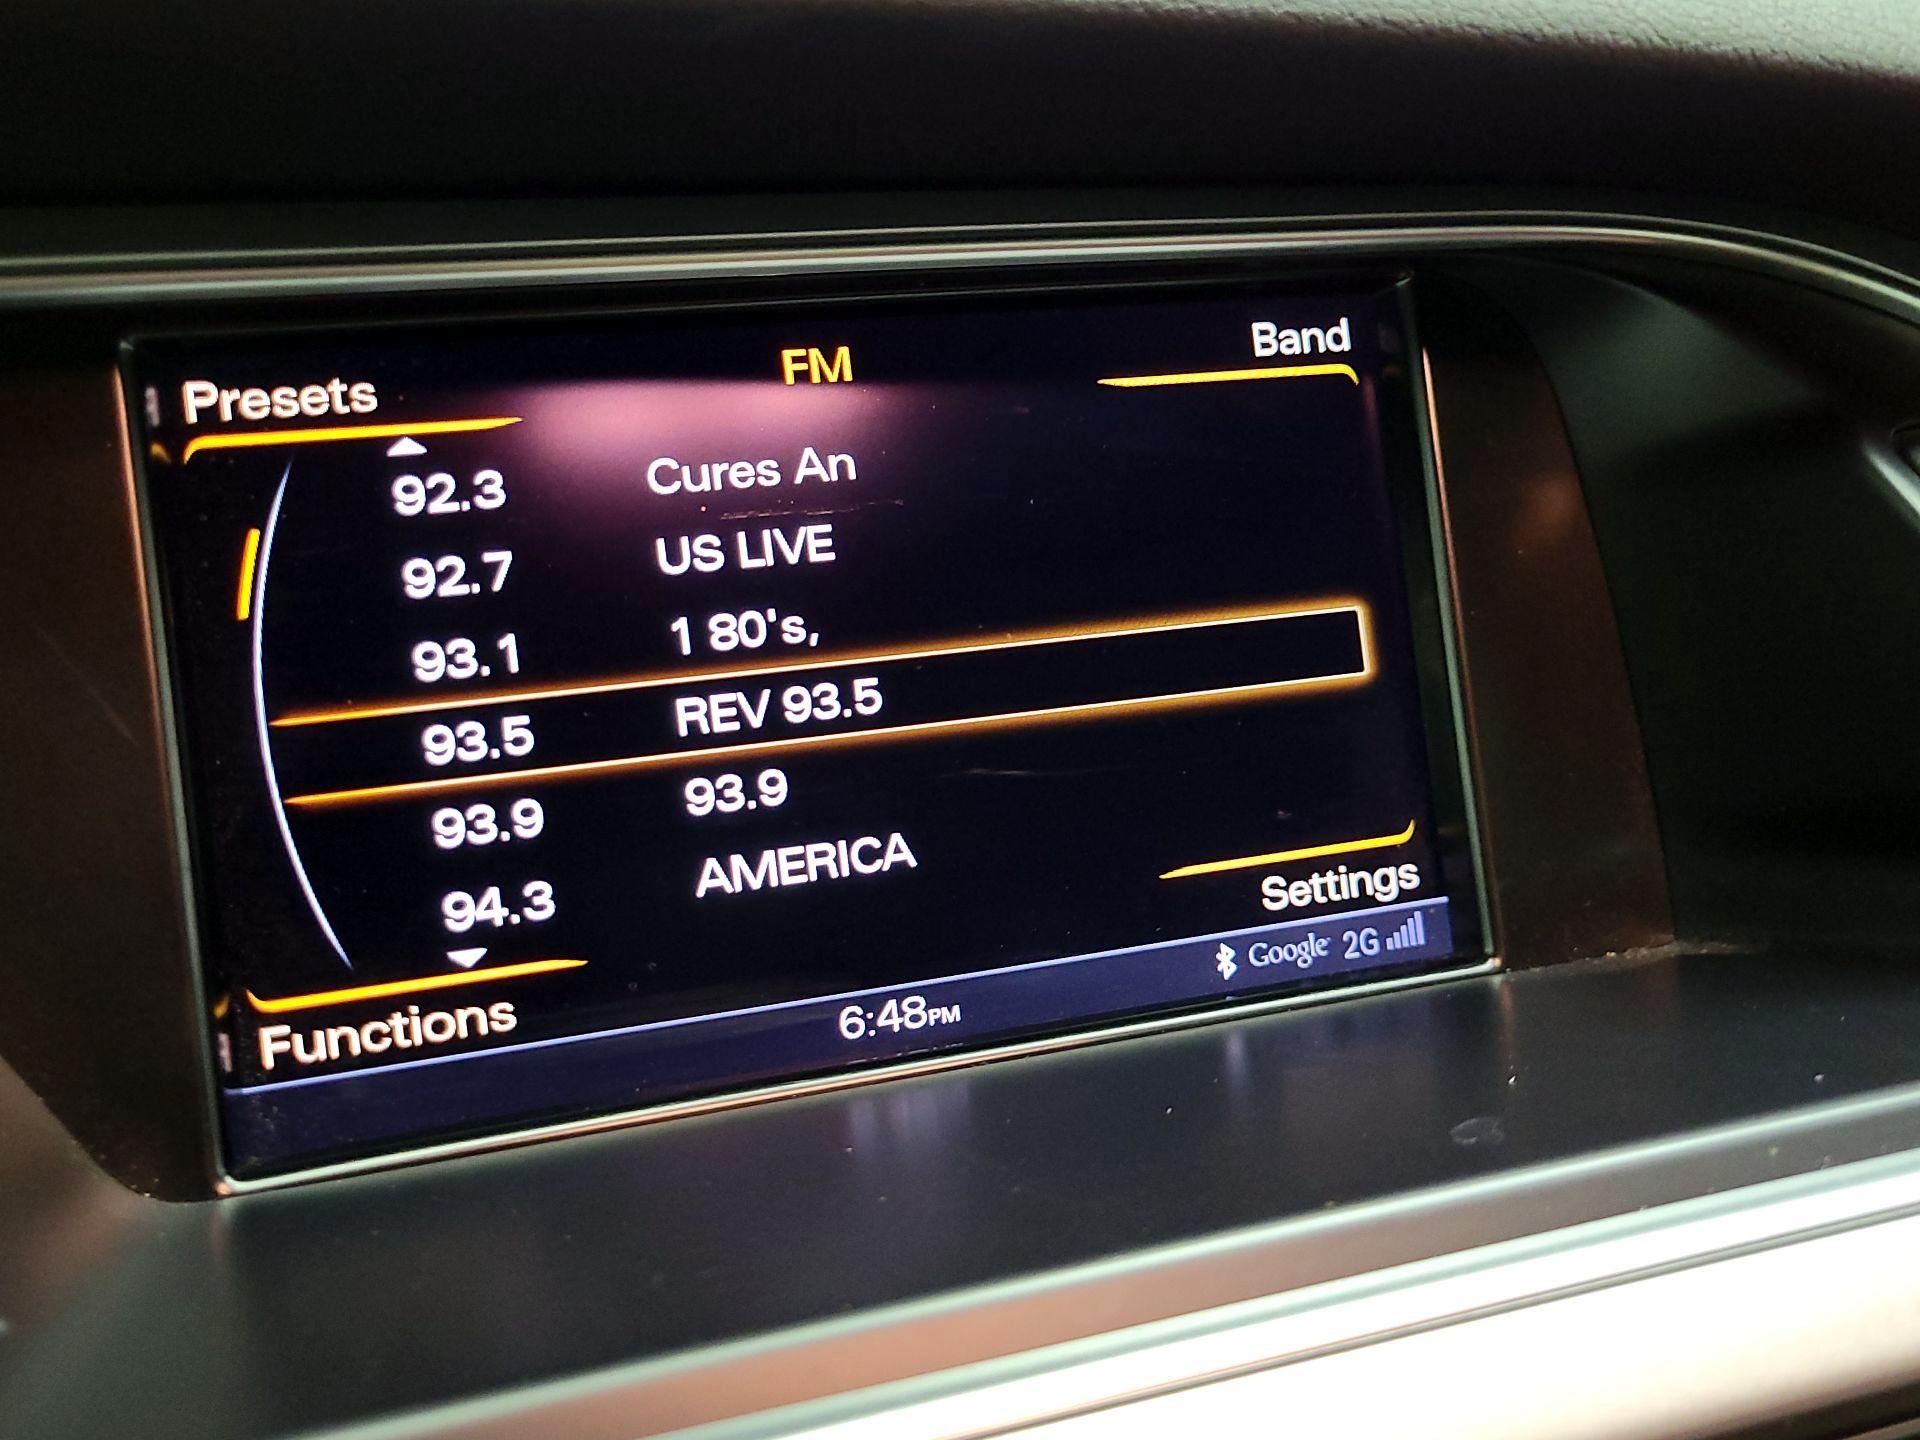 FM
Band
Presets
92.3 Cures An
92.7 US LIVE
93.1 1 80's,
93.5 REV 93.5
93.9 93.9
94.3 AMERICA
Settings
Google 2G
Functions
6:48PM